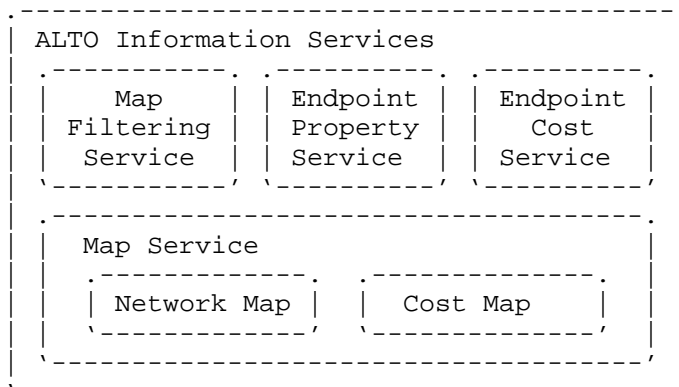 ALTO Information Services
Map Endpoint Endpoint
Filtering Property Cost
Service Service Service
Map Service
Network Map Cost Map